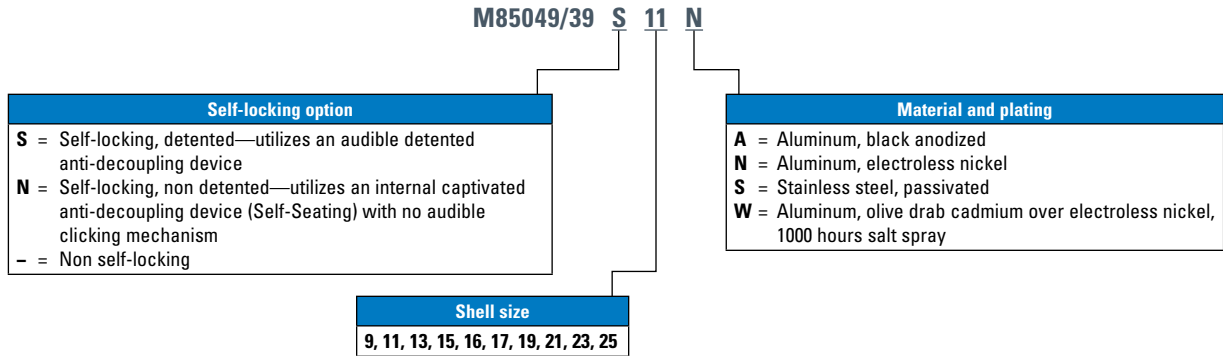 M85049/39 S 11 N
Self-locking option
S = Self-locking, detented—utilizes an audible detented
anti-decoupling device
N = Self-locking, non detented—utilizes an internal captivated
anti-decoupling device (Self-Seating) with no audible
clicking mechanism
– = Non self-locking
Material and plating
A = Aluminum, black anodized
N = Aluminum, electroless nickel
S = Stainless steel, passivated
W = Aluminum, olive drab cadmium over electroless nickel,
1000 hours salt spray
Shell size
9, 11, 13, 15, 16, 17, 19, 21, 23, 25